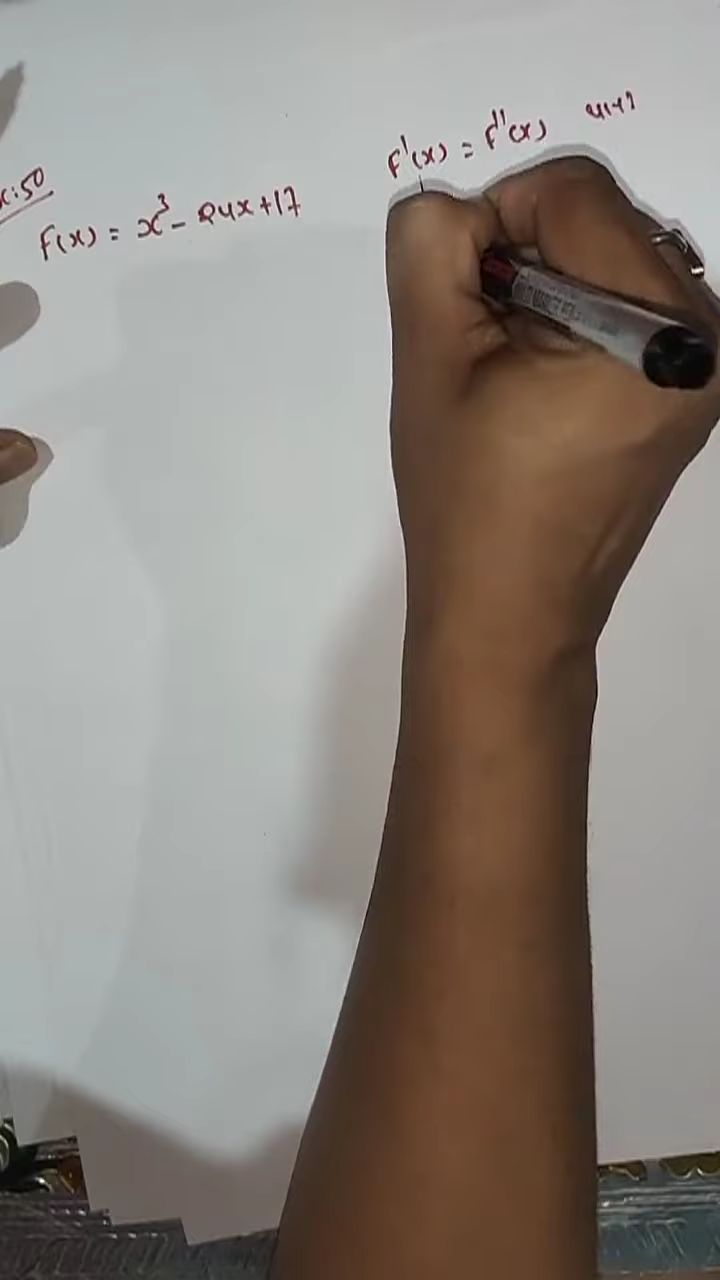 F'(x) = F''(x)
x:50
F(x) = x³ - 24x + 17